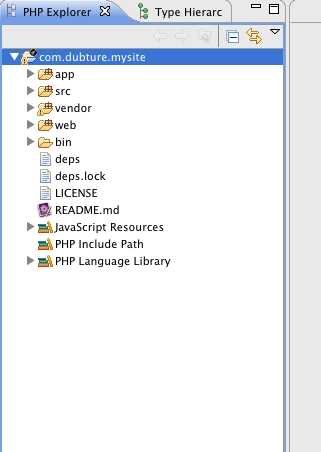 PHP Explorer
Type Hierarc
com.dubture.mysite
app
src
vendor
web
bin
deps
deps.lock
LICENSE
README.md
JavaScript Resources
PHP Include Path
PHP Language Library